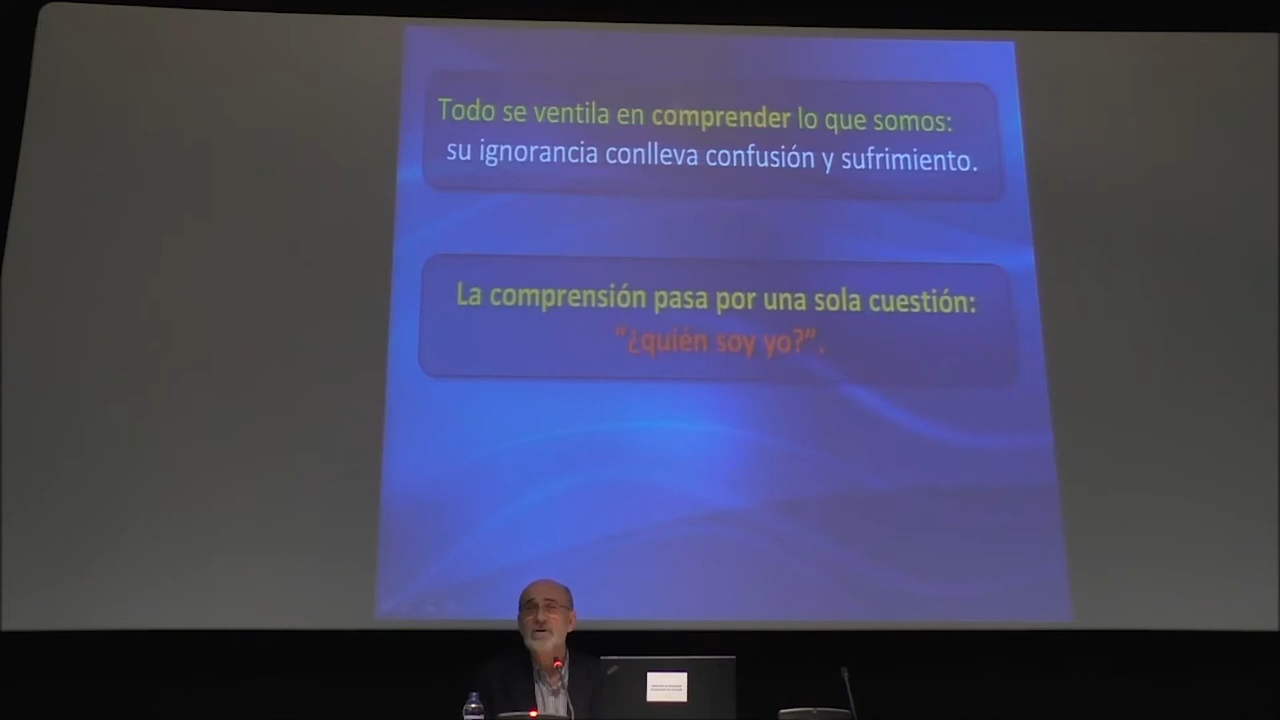 Todo se ventila en comprender lo que somos:
su ignorancia conlleva confusión y sufrimiento.
La comprensión pasa por una sola cuestión:
“¿quién soy yo?”.